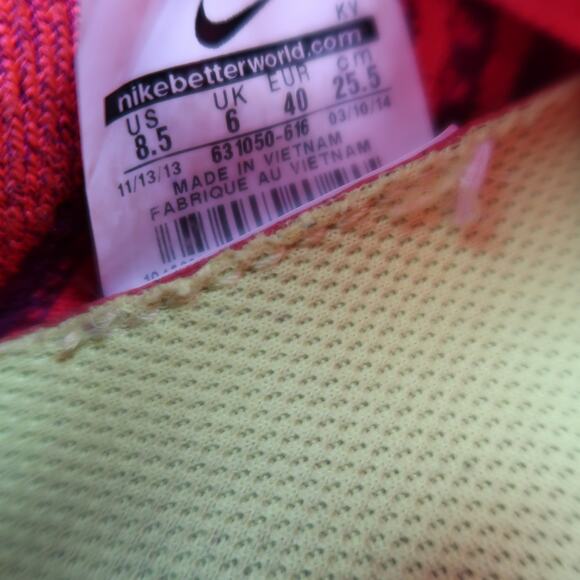 KV
nikebetterworld.com
US UK EUR cm
8.5 6 40 25.5
11/13/13 631050-616 03/10/14
MADE IN VIETNAM
FABRIQUE AU VIETNAM